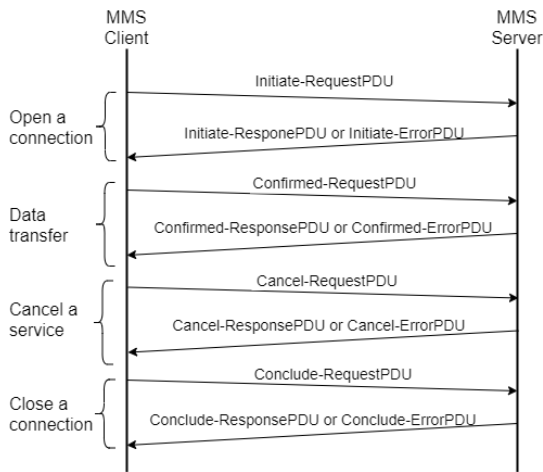 MMS
Client
MMS
Server
Initiate-RequestPDU
Open a
connection
Initiate-ResponePDU or Initiate-ErrorPDU
Confirmed-RequestPDU
Data
transfer
Confirmed-ResponsePDU or Confirmed-ErrorPDU
Cancel-RequestPDU
Cancel a
service
Cancel-ResponsePDU or Cancel-ErrorPDU
Conclude-RequestPDU
Close a
connection
Conclude-ResponsePDU or Conclude-ErrorPDU